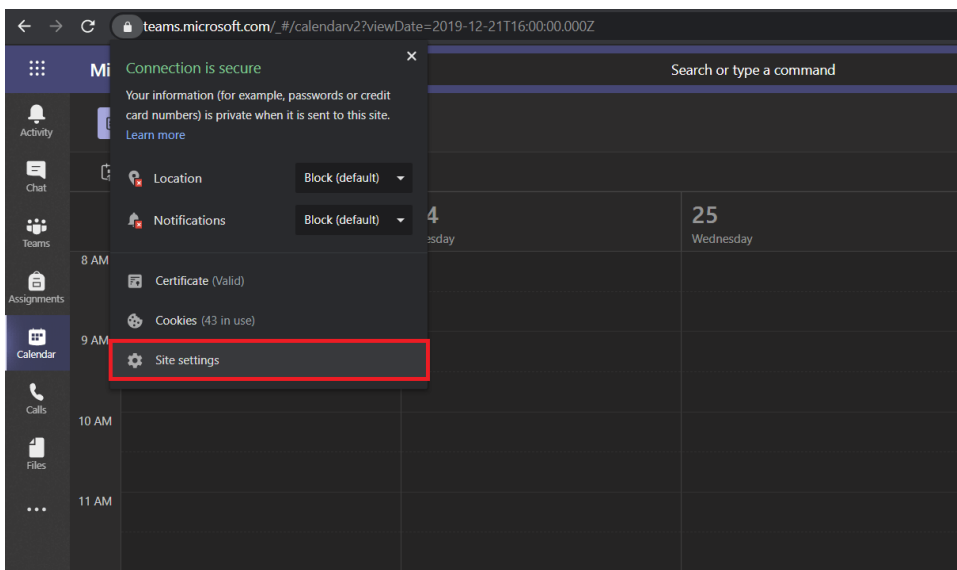 teams.microsoft.com/_#/calendarv2?viewDate=2019-12-21T16:00:00.000Z
Mi
Search or type a command
Connection is secure
Your information (for example, passwords or credit
card numbers) is private when it is sent to this site.
Learn more
Location
Block (default)
Notifications
Block (default)
Certificate (Valid)
Cookies (43 in use)
Site settings
Activity
Chat
Teams
Assignments
Calendar
Calls
Files
4
esday
25
Wednesday
8 AM
9 AM
10 AM
11 AM